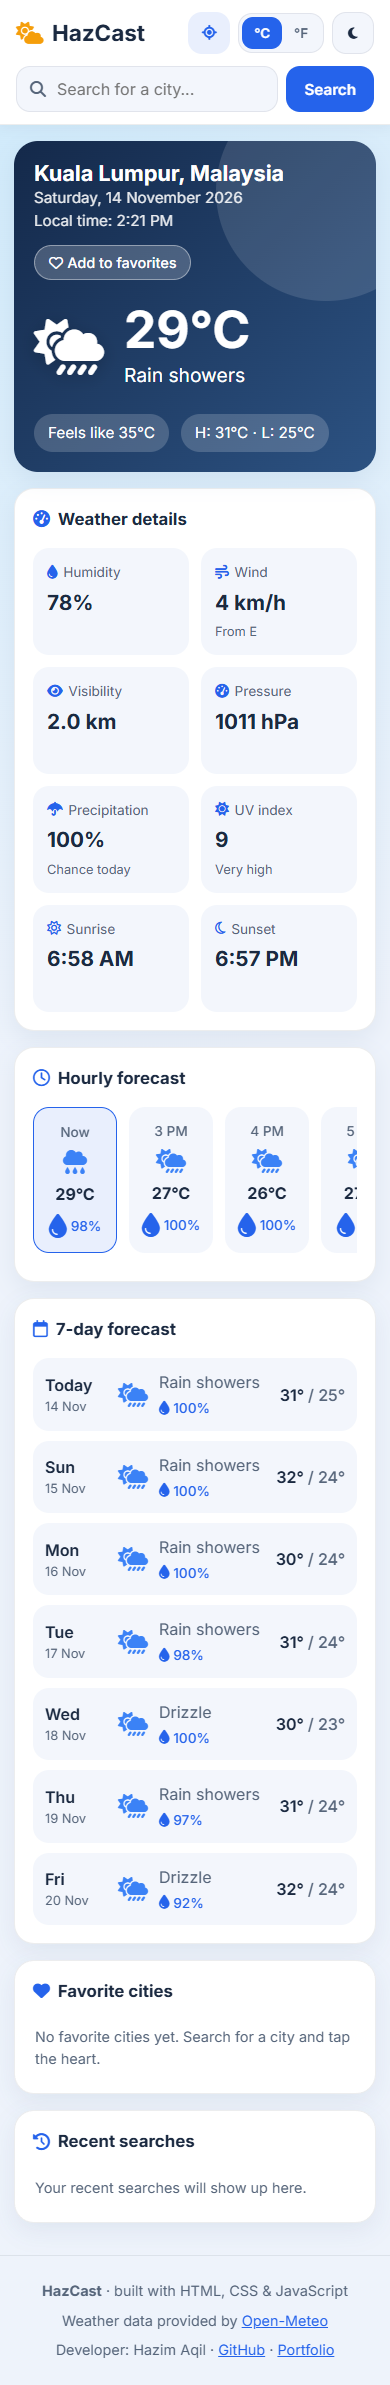 HazCast
°C
°F
Search for a city...
Search
Kuala Lumpur, Malaysia
Saturday, 14 November 2026
Local time: 2:21 PM
Add to favorites
29°C
Rain showers
Feels like 35°C
H: 31°C · L: 25°C
Weather details
Humidity
78%
Wind
4 km/h
From E
Visibility
2.0 km
Pressure
1011 hPa
Precipitation
100%
Chance today
UV index
9
Very high
Sunrise
6:58 AM
Sunset
6:57 PM
Hourly forecast
Now
29°C
98%
3 PM
27°C
100%
4 PM
26°C
100%
5
7-day forecast
Today
14 Nov
Rain showers
100%
31° / 25°
Sun
15 Nov
Rain showers
100%
32° / 24°
Mon
16 Nov
Rain showers
100%
30° / 24°
Tue
17 Nov
Rain showers
98%
31° / 24°
Wed
18 Nov
Drizzle
100%
30° / 23°
Thu
19 Nov
Rain showers
97%
31° / 24°
Fri
20 Nov
Drizzle
92%
32° / 24°
Favorite cities
No favorite cities yet. Search for a city and tap
the heart.
Recent searches
Your recent searches will show up here.
HazCast · built with HTML, CSS & JavaScript
Weather data provided by Open-Meteo
Developer: Hazim Aqil · GitHub · Portfolio